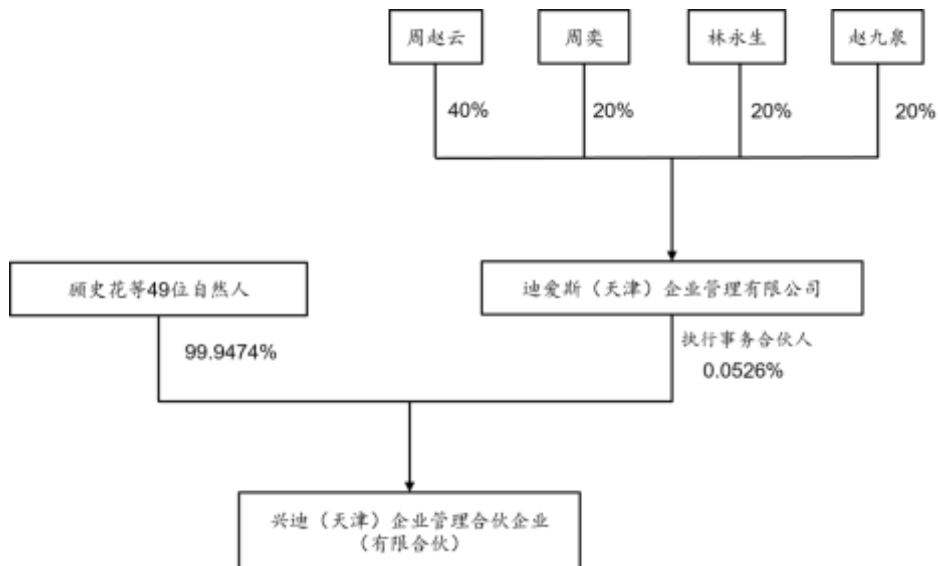 周赵云
周奕
林永生
赵九泉
40%
20%
20%
20%
顾史花等49位自然人
迪爱斯（天津）企业管理有限公司
99.9474%
执行事务合伙人
0.0526%
兴迪（天津）企业管理合伙企业
（有限合伙）